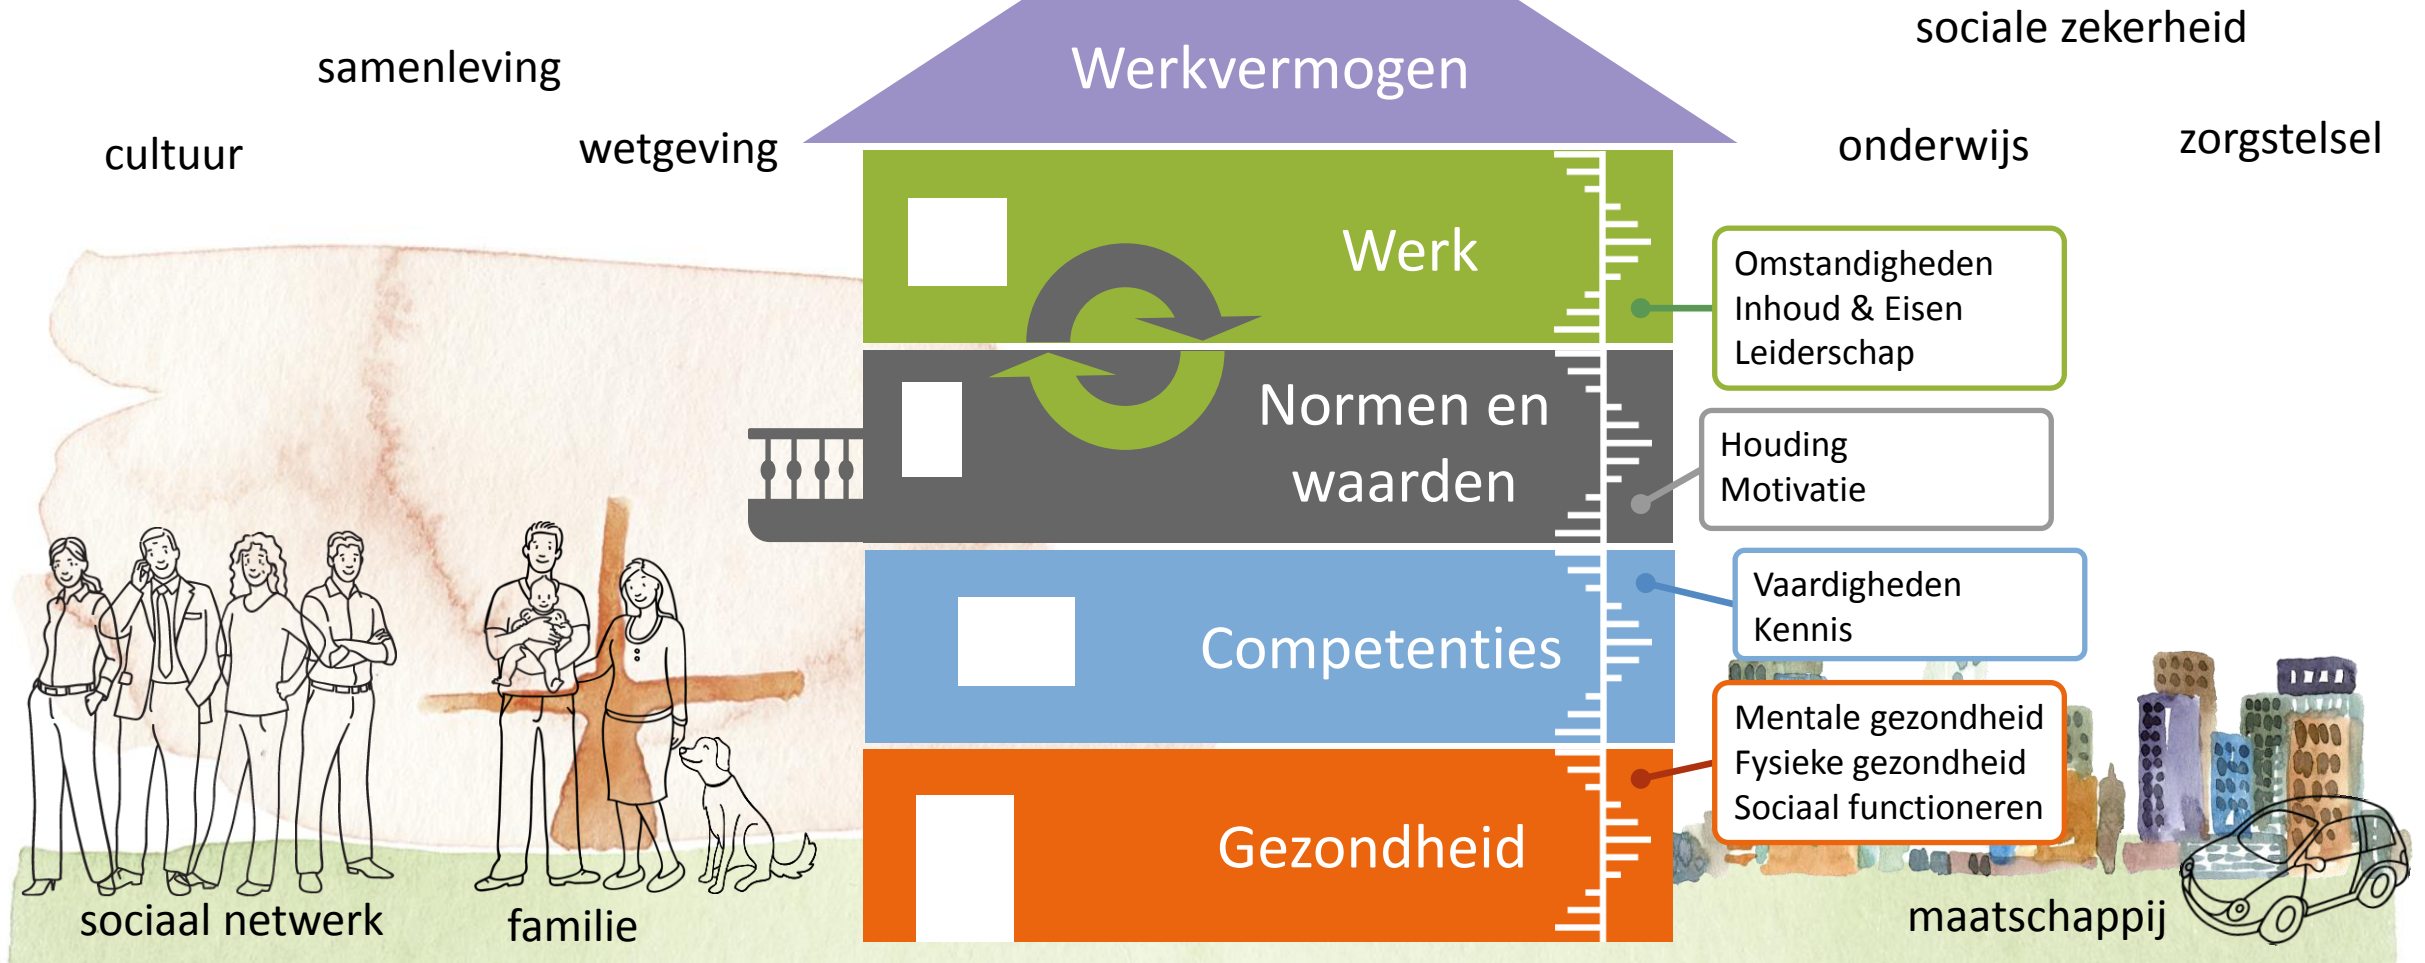 sociale zekerheid
samenleving
Werkvermogen
cultuur
wetgeving
onderwijs
zorgstelsel
Werk
Omstandigheden
Inhoud & Eisen
Leiderschap
Normen en
waarden
Houding
Motivatie
Competenties
Vaardigheden
Kennis
Gezondheid
Mentale gezondheid
Fysieke gezondheid
Sociaal functioneren
sociaal netwerk
familie
maatschappij